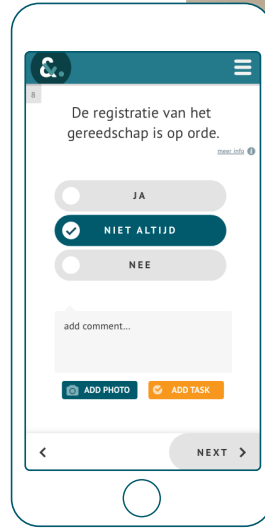 &.
8
De registratie van het
gereedschap is op orde.
meer info i
JA
NIET ALTIJD
NEE
add comment...
ADD PHOTO
ADD TASK
NEXT